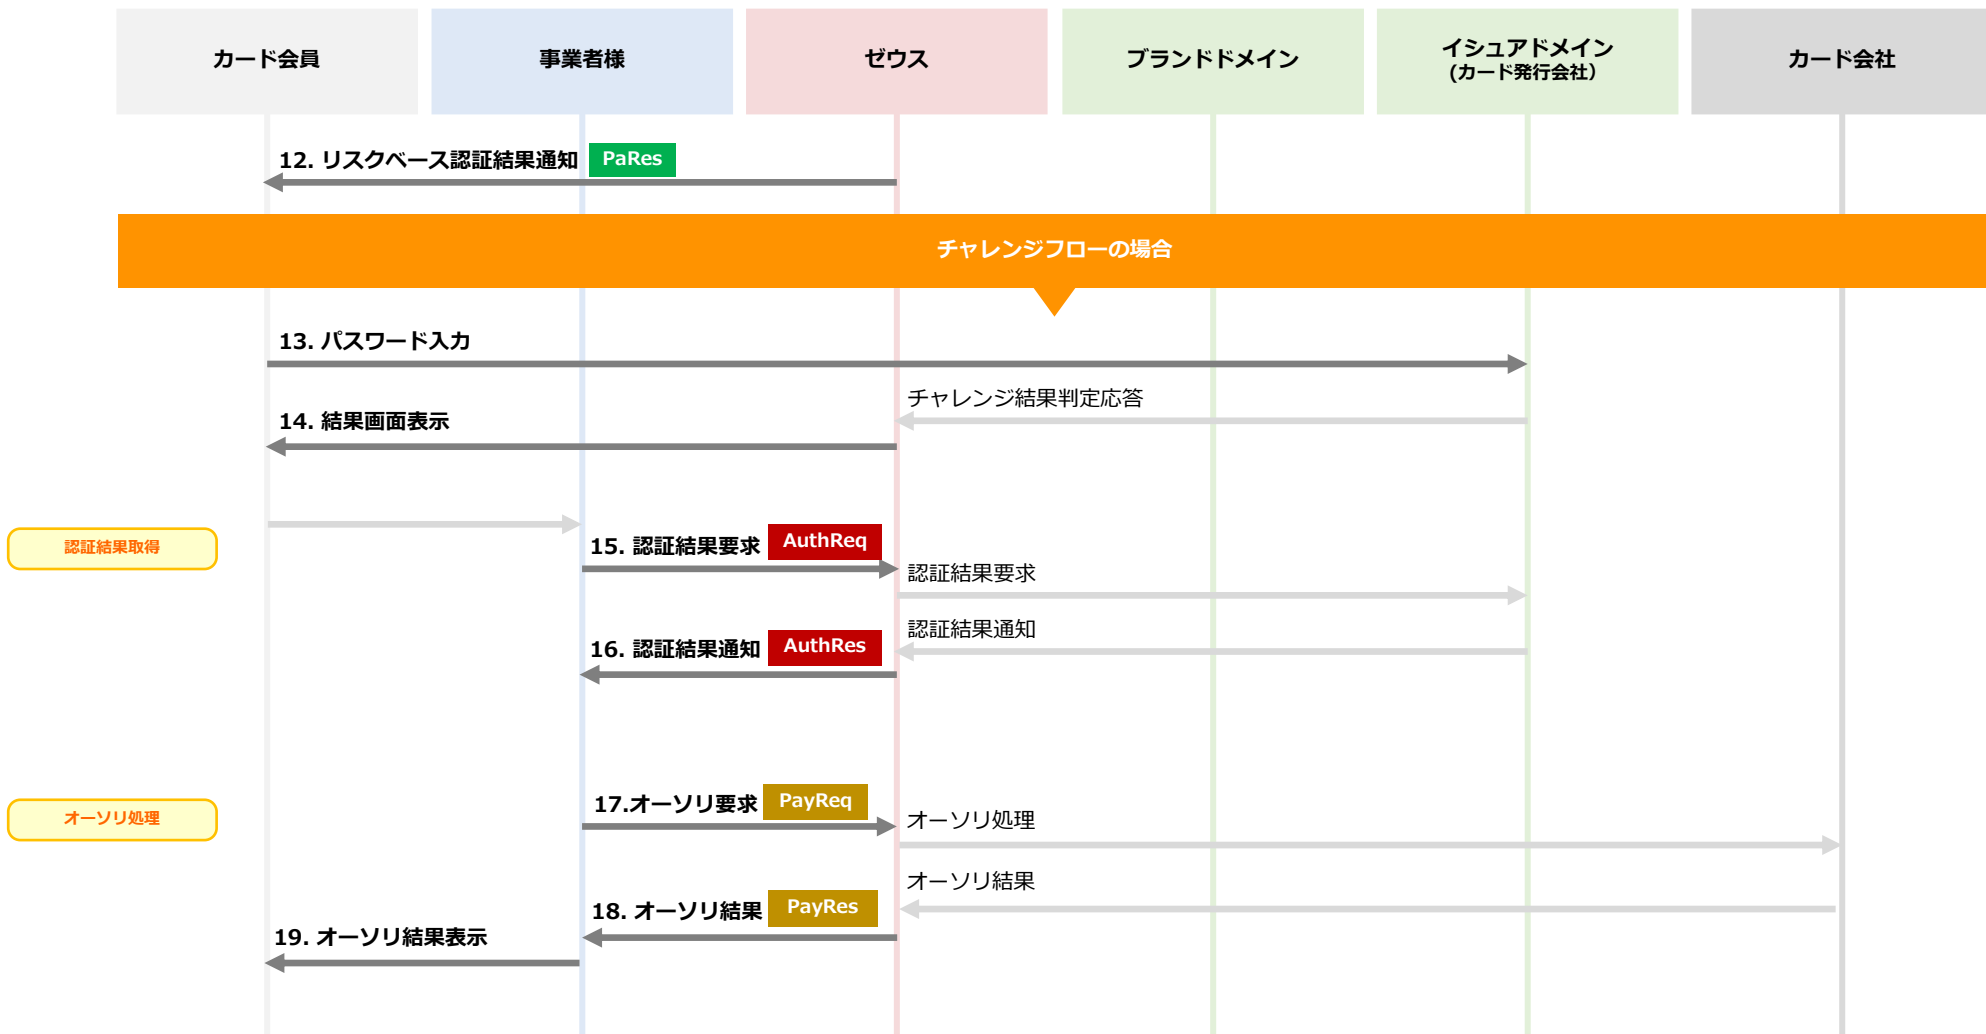 カード会員
事業者様
ゼウス
ブランドドメイン
イシュアドメイン
(カード発行会社)
カード会社
12. リスクベース認証結果通知 PaRes
チャレンジフローの場合
13. パスワード入力
チャレンジ結果判定応答
14. 結果画面表示
認証結果取得
15. 認証結果要求 AuthReq
認証結果要求
16. 認証結果通知 AuthRes
認証結果通知
オーソリ処理
17.オーソリ要求 PayReq
オーソリ処理
オーソリ結果
18. オーソリ結果 PayRes
19. オーソリ結果表示